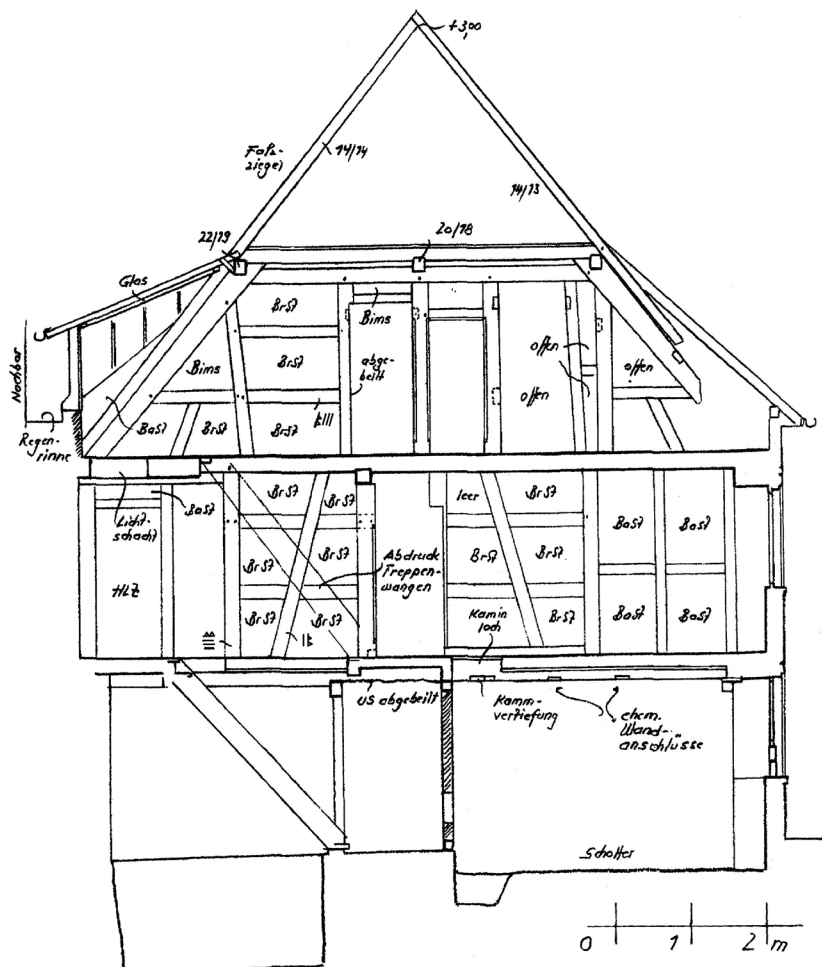 +3,00
Falz-
ziegel
14/14
14/13
22/19
20/18
Glas
BrSt
Bims
Bims
BrSt
abge-
beilt
offen
offen
offen
Nachbar
Regen-
rinne
BaSt
BrSt
BrSt
Licht-
schacht
BaSt
BrSt
BrSt
leer
BrSt
BaSt
BaSt
HLZ
BrSt
BrSt
Abdruck
Treppen-
wangen
BrSt
BrSt
BrSt
BrSt
Kamin
loch
BrSt
BaSt
BaSt
US abgebeilt
Kamm-
vertiefung
ehem.
Wand-
anschlüsse
Schotter
0 1 2 m